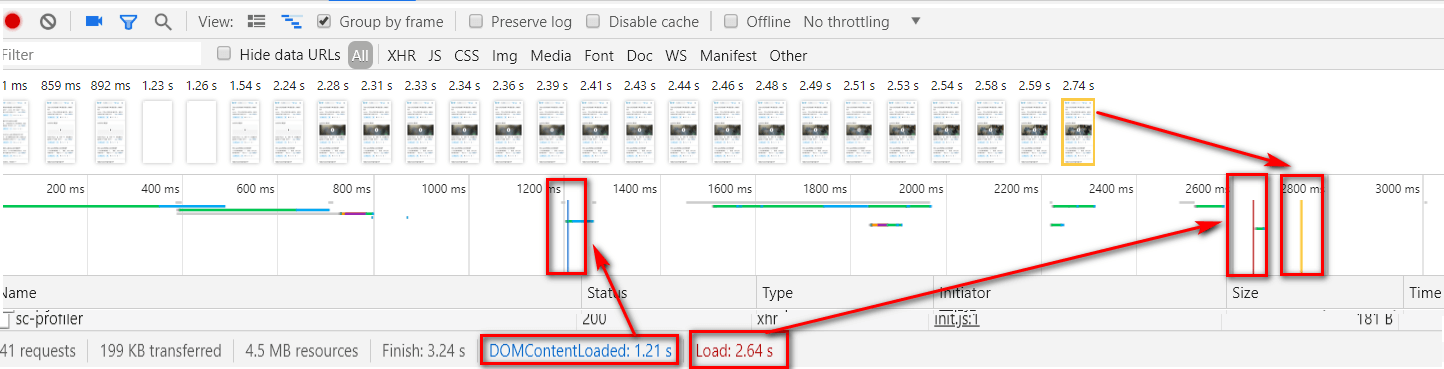 View: Group by frame Preserve log Disable cache Offline No throttling
Filter Hide data URLs All XHR JS CSS Img Media Font Doc WS Manifest Other
1 ms 859 ms 892 ms 1.23 s 1.26 s 1.54 s 2.24 s 2.28 s 2.31 s 2.33 s 2.34 s 2.36 s 2.39 s 2.41 s 2.43 s 2.44 s 2.46 s 2.48 s 2.49 s 2.51 s 2.53 s 2.54 s 2.58 s 2.59 s 2.74 s
200 ms 400 ms 600 ms 800 ms 1000 ms 1200 ms 1400 ms 1600 ms 1800 ms 2000 ms 2200 ms 2400 ms 2600 ms 2800 ms 3000 ms
Name Status Type Initiator Size Time
sc-profiler 200 xhr init.js:1 181 B
41 requests 199 KB transferred 4.5 MB resources Finish: 3.24 s DOMContentLoaded: 1.21 s Load: 2.64 s